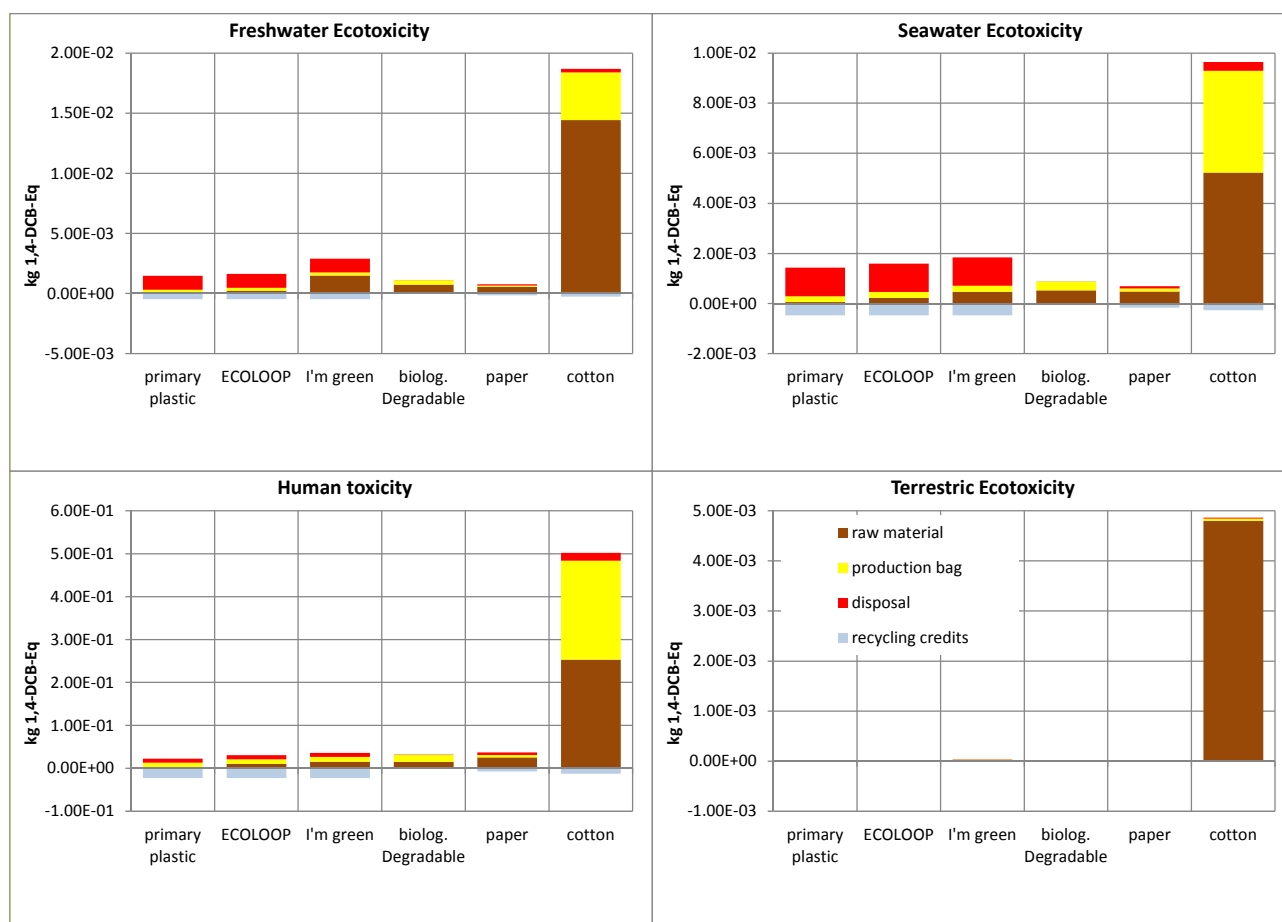 Freshwater Ecotoxicity
2.00E-02
1.50E-02
1.00E-02
5.00E-03
0.00E+00
-5.00E-03
kg 1,4-DCB-Eq
primary plastic
ECOLOOP
I'm green
biolog. Degradable
paper
cotton
Seawater Ecotoxicity
1.00E-02
8.00E-03
6.00E-03
4.00E-03
2.00E-03
0.00E+00
-2.00E-03
kg 1,4-DCB-Eq
primary plastic
ECOLOOP
I'm green
biolog. Degradable
paper
cotton
Human toxicity
6.00E-01
5.00E-01
4.00E-01
3.00E-01
2.00E-01
1.00E-01
0.00E+00
-1.00E-01
kg 1,4-DCB-Eq
primary plastic
ECOLOOP
I'm green
biolog. Degradable
paper
cotton
Terrestric Ecotoxicity
5.00E-03
4.00E-03
3.00E-03
2.00E-03
1.00E-03
0.00E+00
-1.00E-03
kg 1,4-DCB-Eq
raw material
production bag
disposal
recycling credits
primary plastic
ECOLOOP
I'm green
biolog. Degradable
paper
cotton